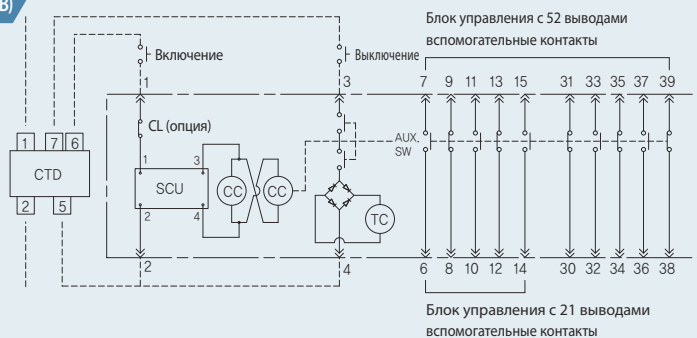 В)
Блок управления с 52 выводами
вспомогательные контакты
Включение
Выключение
1 3 7 9 11 13 15 31 33 35 37 39
1 7 6
CTD
2 5
CL (опция)
1 3
SCU
2 4
CC CC
AUX.
SW
TC
2 4 6 8 10 12 14 30 32 34 36 38
Блок управления с 21 выводами
вспомогательные контакты